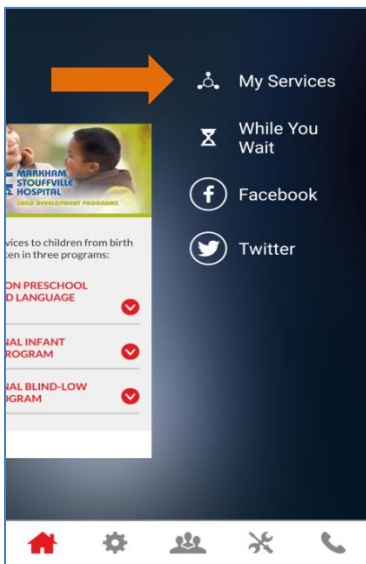 My Services
While You
Wait
Facebook
Twitter
MARKHAM
STOUFFVILLE
HOSPITAL
CHILD DEVELOPMENT PROGRAMS
vices to children from birth
in three programs:
ON PRESCHOOL
D LANGUAGE
NAL INFANT
ROGRAM
NAL BLIND-LOW
OGRAM